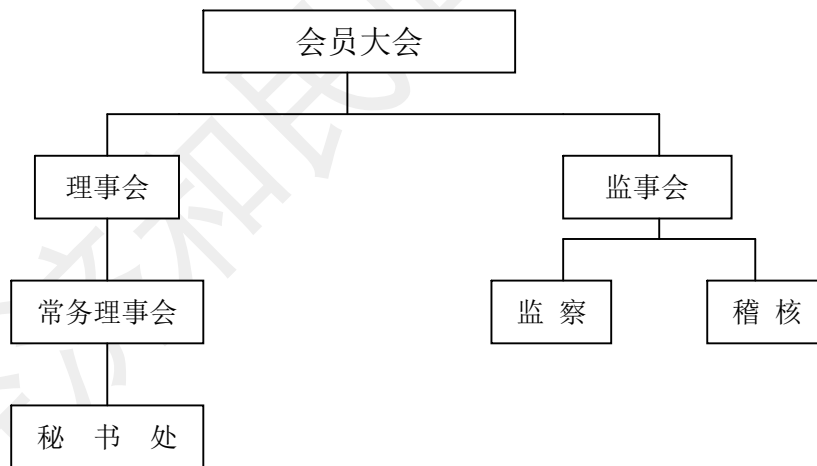 会员大会
理事会
监事会
常务理事会
监 察
稽 核
秘 书 处